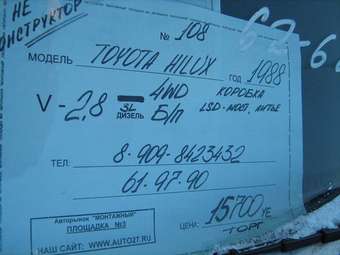 НЕ
КОНСТРУКТОР
№ 108
МОДЕЛЬ TOYOTA HILUX ГОД 1988
V - 2,8 3L ДИЗЕЛЬ 4WD Б/п КОРОБКА
LSD-МОСТ, ЛИТЬЕ
ТЕЛ. 8-909-8423432
61-97-90
ЦЕНА: 15700 УЕ
ТОРГ
Авторынок "МОНТАЖНЫЙ"
ПЛОЩАДКА №3
НАШ САЙТ: WWW.AUTO27.RU
62-6